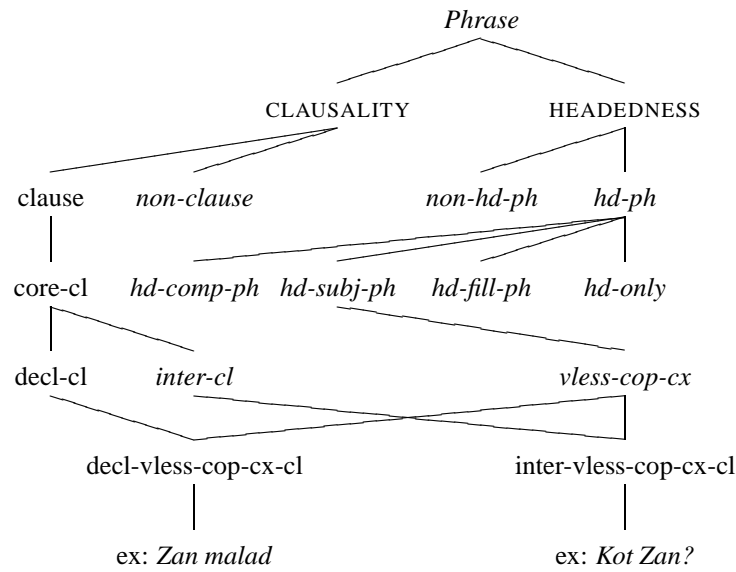 Phrase
CLAUSALITY HEADEDNESS
clause non-clause non-hd-ph hd-ph
core-cl hd-comp-ph hd-subj-ph hd-fill-ph hd-only
decl-cl inter-cl vless-cop-cx
decl-vless-cop-cx-cl inter-vless-cop-cx-cl
ex: Zan malad ex: Kot Zan?